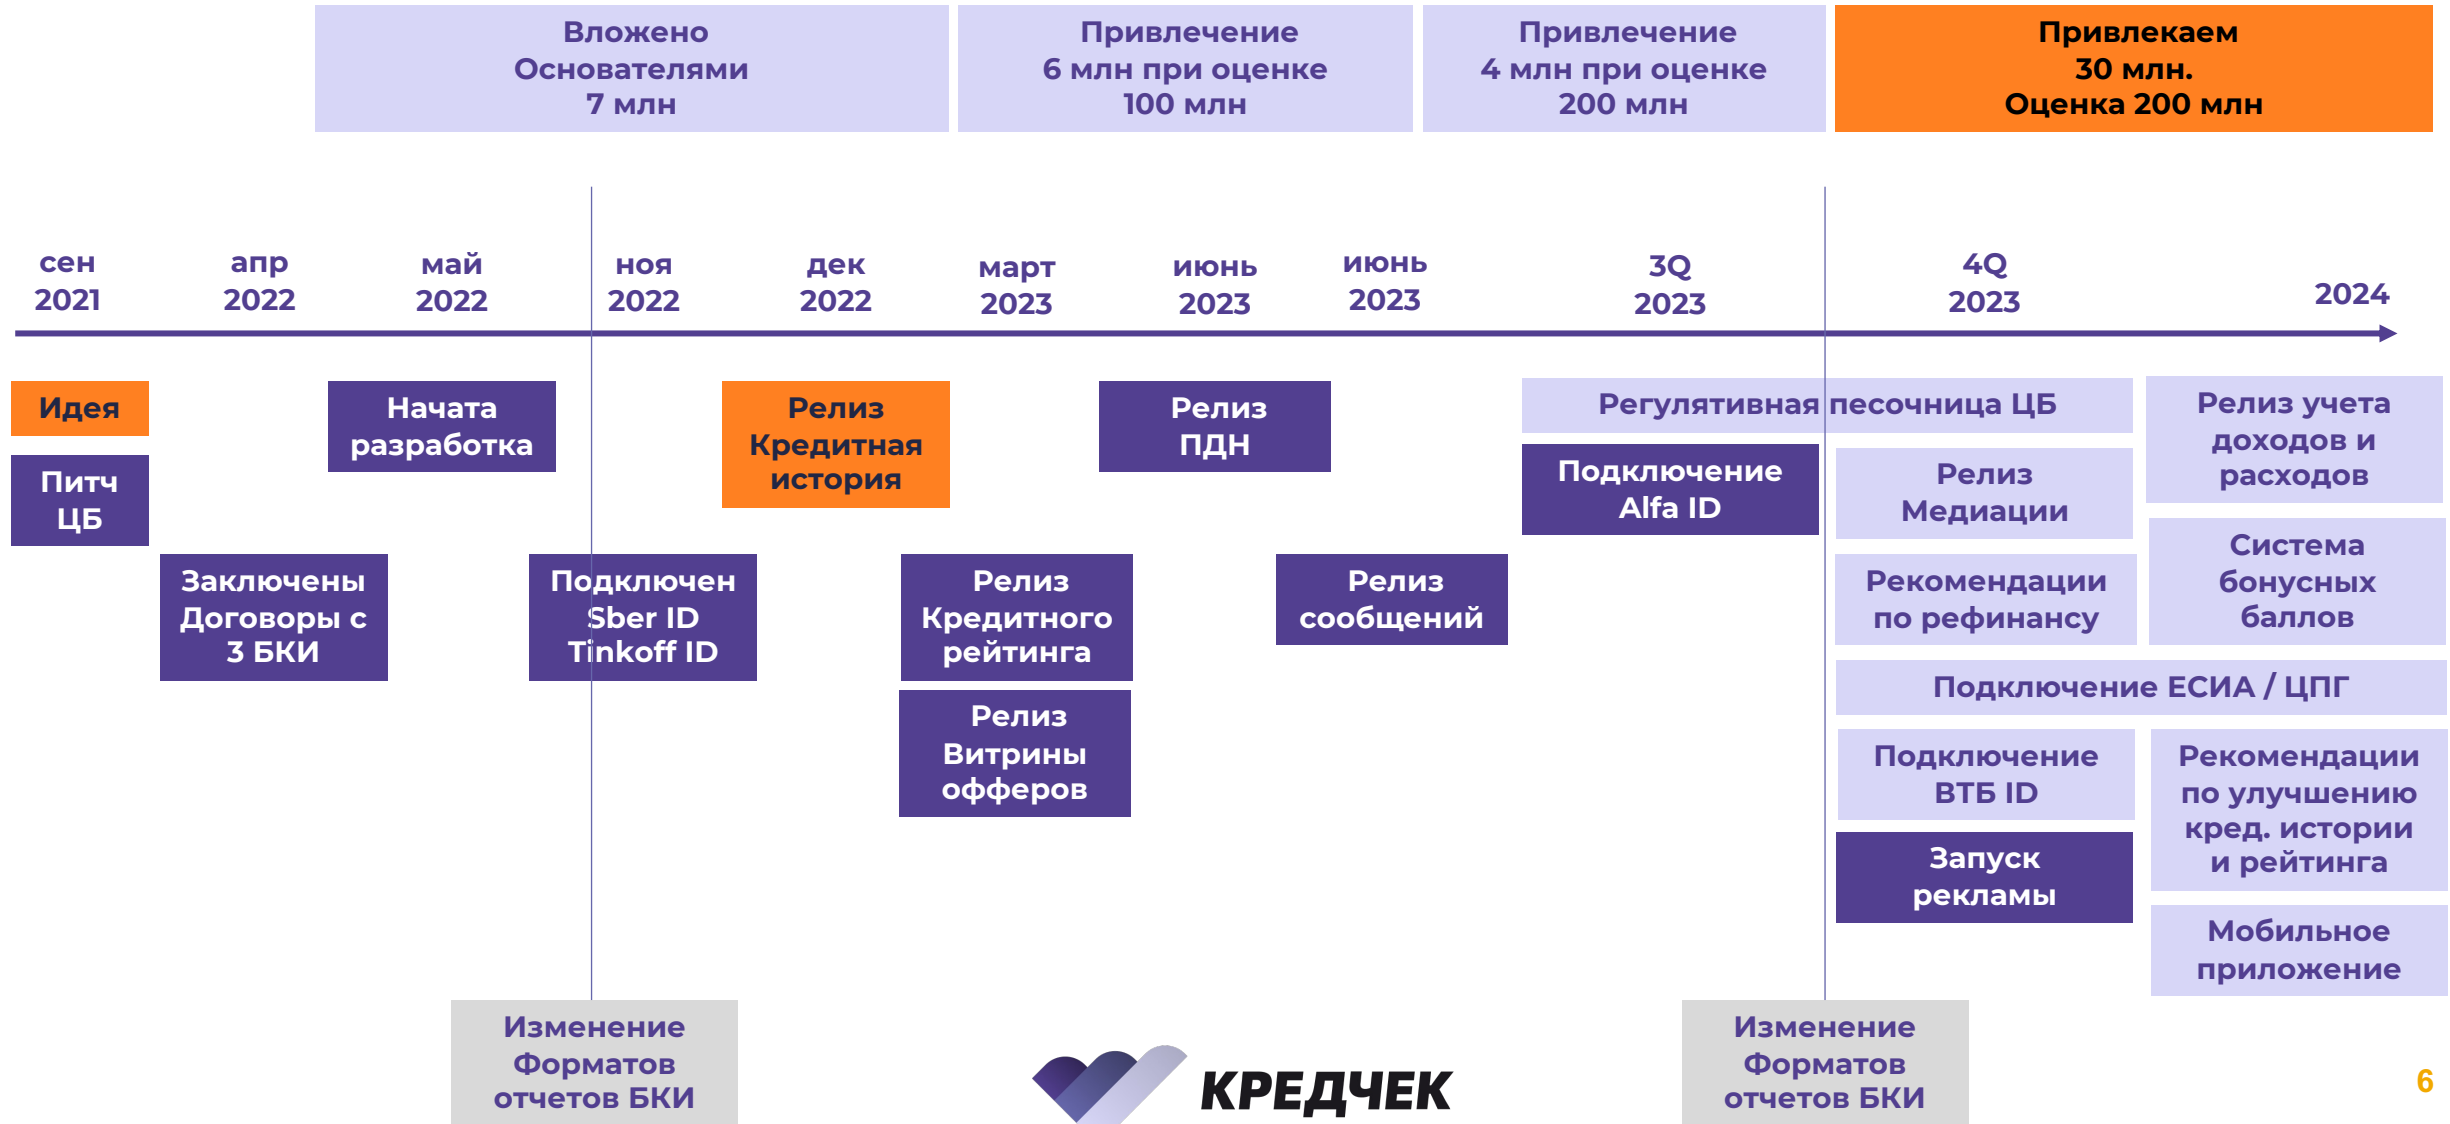 Вложено
Основателями
7 млн
Привлечение
6 млн при оценке
100 млн
Привлечение
4 млн при оценке
200 млн
Привлекаем
30 млн.
Оценка 200 млн
сен
2021
апр
2022
май
2022
ноя
2022
дек
2022
март
2023
июнь
2023
июнь
2023
3Q
2023
4Q
2023
2024
Идея
Питч
ЦБ
Заключены
Договоры с
3 БКИ
Начата
разработка
Подключен
Sber ID
Tinkoff ID
Релиз
Кредитная
история
Релиз
Кредитного
рейтинга
Релиз
Витрины
офферов
Релиз
ПДН
Релиз
сообщений
Регулятивная песочница ЦБ
Подключение
Alfa ID
Релиз
Медиации
Рекомендации
по рефинансу
Подключение ЕСИА / ЦПГ
Подключение
ВТБ ID
Запуск
рекламы
Релиз учета
доходов и
расходов
Система
бонусных
баллов
Рекомендации
по улучшению
кред. истории
и рейтинга
Мобильное
приложение
Изменение
Форматов
отчетов БКИ
КРЕДЧЕК
Изменение
Форматов
отчетов БКИ
6